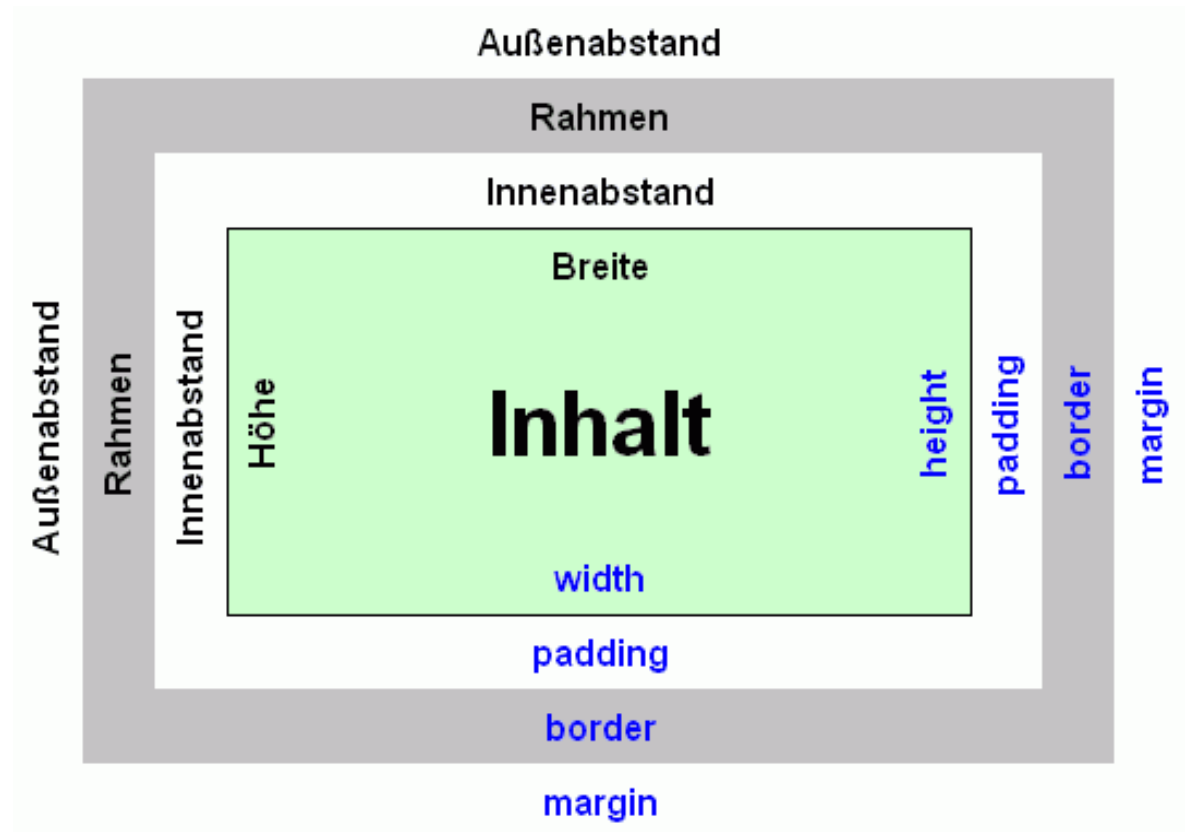 Außenabstand
Rahmen
Innenabstand
Breite
Außenabstand
Rahmen
Innenabstand
Höhe
Inhalt
height
padding
border
margin
width
padding
border
margin